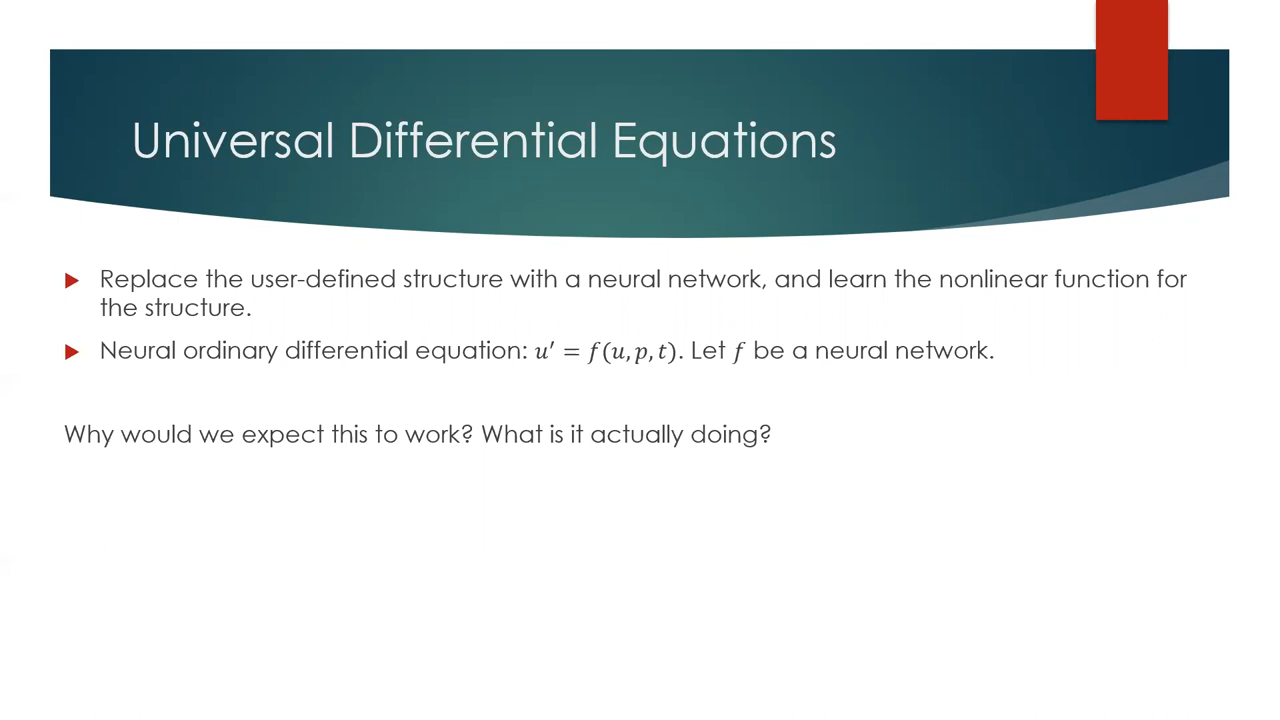 Universal Differential Equations
Replace the user-defined structure with a neural network, and learn the nonlinear function for
the structure.
Neural ordinary differential equation: u′ = f(u, p, t). Let f be a neural network.
Why would we expect this to work? What is it actually doing?